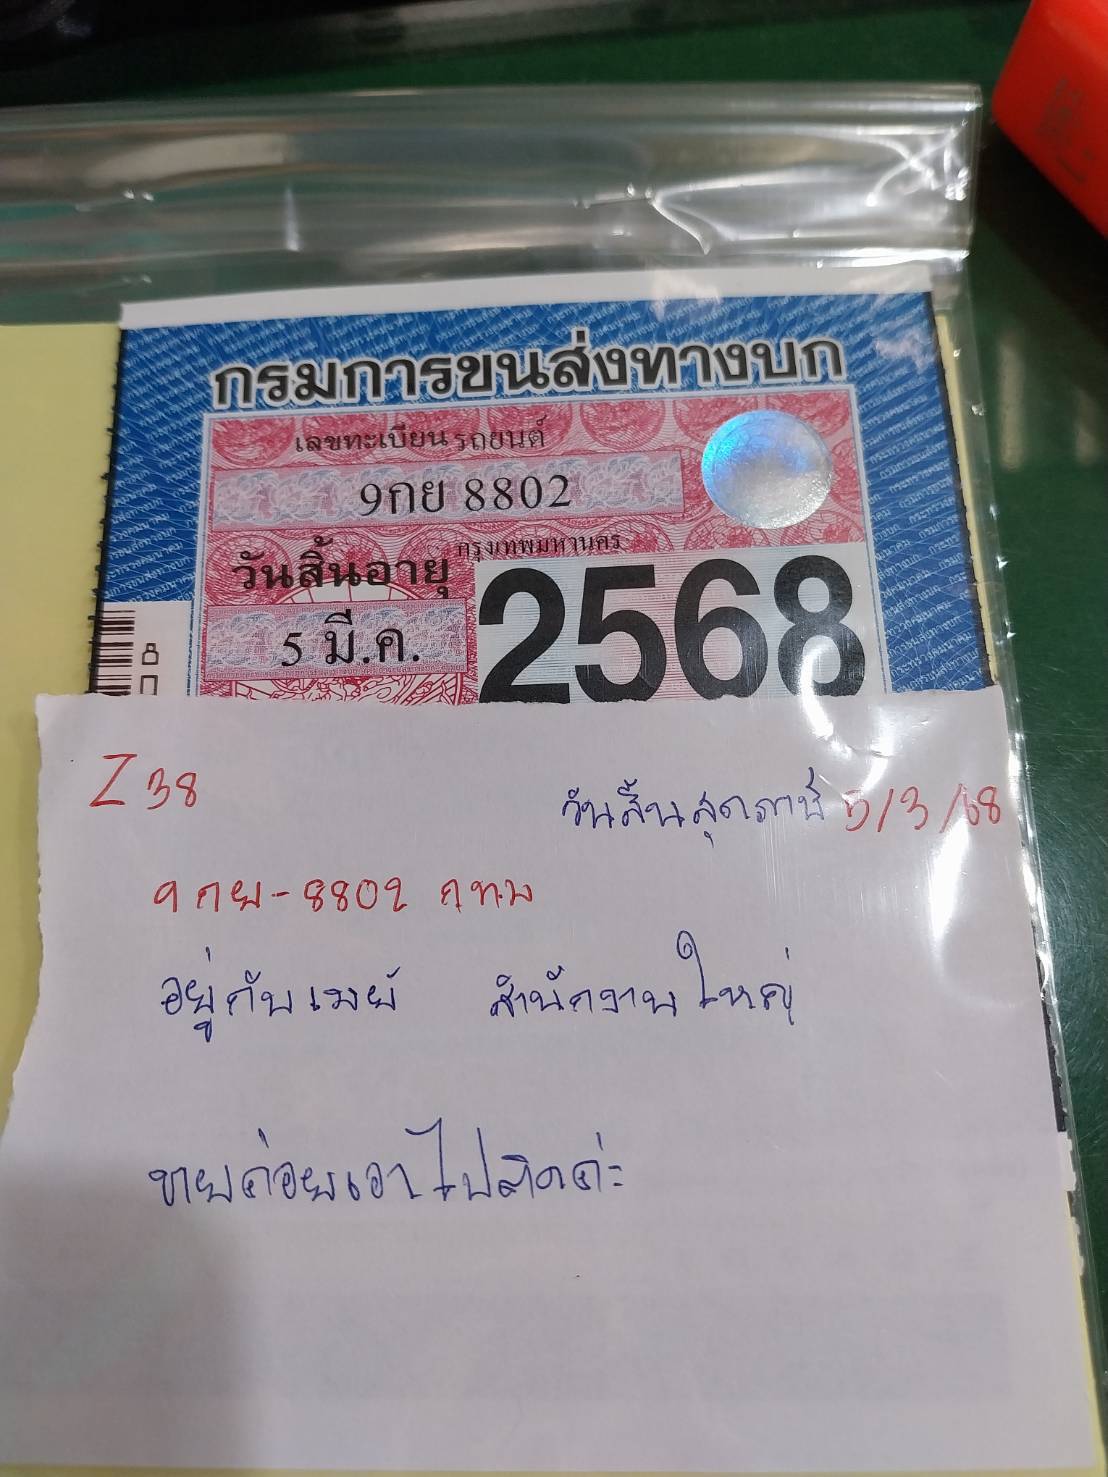 กรมการขนส่งทางบก
เลขทะเบียน รถยนต์
9กย 8802
กรุงเทพมหานคร
วันสิ้นอายุ
2568
5 มี.ค.
Z 38
วันสิ้นสุดภาษี 5/3/68
9 กย-8802 กทม
อยู่กับเมย์ สำนักงานใหญ่
ขายค่อยเอาไปติดค่ะ